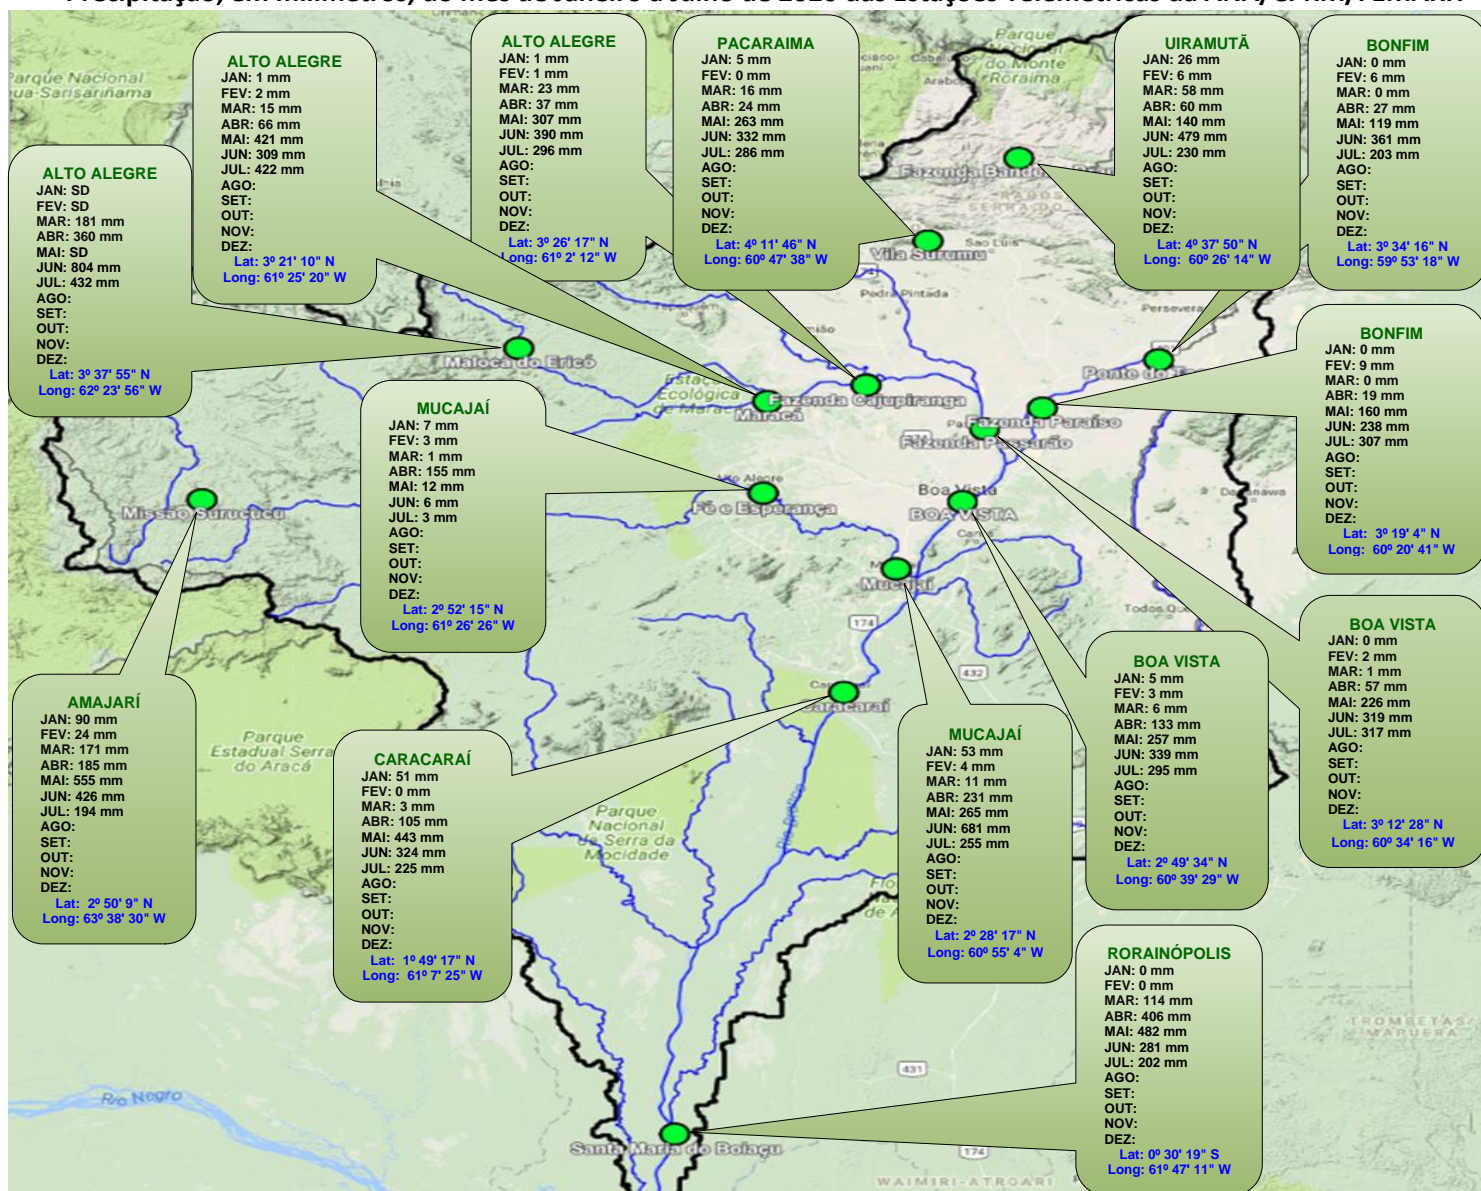 ALTO ALEGRE
JAN: 1 mm
FEV: 2 mm
MAR: 15 mm
ABR: 66 mm
MAI: 421 mm
JUN: 309 mm
JUL: 422 mm
AGO:
SET:
OUT:
NOV:
DEZ:
Lat: 3º 21' 10" N
Long: 61º 25' 20" W
ALTO ALEGRE
JAN: 1 mm
FEV: 1 mm
MAR: 23 mm
ABR: 37 mm
MAI: 307 mm
JUN: 390 mm
JUL: 296 mm
AGO:
SET:
OUT:
NOV:
DEZ:
Lat: 3º 26' 17" N
Long: 61º 2' 12" W
PACARAIMA
JAN: 5 mm
FEV: 0 mm
MAR: 16 mm
ABR: 24 mm
MAI: 263 mm
JUN: 332 mm
JUL: 286 mm
AGO:
SET:
OUT:
NOV:
DEZ:
Lat: 4º 11' 46" N
Long: 60º 47' 38" W
UIRAMUTÃ
JAN: 26 mm
FEV: 6 mm
MAR: 58 mm
ABR: 60 mm
MAI: 140 mm
JUN: 479 mm
JUL: 230 mm
AGO:
SET:
OUT:
NOV:
DEZ:
Lat: 4º 37' 50" N
Long: 60º 26' 14" W
BONFIM
JAN: 0 mm
FEV: 6 mm
MAR: 0 mm
ABR: 27 mm
MAI: 119 mm
JUN: 361 mm
JUL: 203 mm
AGO:
SET:
OUT:
NOV:
DEZ:
Lat: 3º 34' 16" N
Long: 59º 53' 18" W
ALTO ALEGRE
JAN: SD
FEV: SD
MAR: 181 mm
ABR: 360 mm
MAI: SD
JUN: 804 mm
JUL: 432 mm
AGO:
SET:
OUT:
NOV:
DEZ:
Lat: 3º 37' 55" N
Long: 62º 23' 56" W
BONFIM
JAN: 0 mm
FEV: 9 mm
MAR: 0 mm
ABR: 19 mm
MAI: 160 mm
JUN: 238 mm
JUL: 307 mm
AGO:
SET:
OUT:
NOV:
DEZ:
Lat: 3º 19' 4" N
Long: 60º 20' 41" W
MUCAJAÍ
JAN: 7 mm
FEV: 3 mm
MAR: 1 mm
ABR: 155 mm
MAI: 12 mm
JUN: 6 mm
JUL: 3 mm
AGO:
SET:
OUT:
NOV:
DEZ:
Lat: 2º 52' 15" N
Long: 61º 26' 26" W
BOA VISTA
JAN: 0 mm
FEV: 2 mm
MAR: 1 mm
ABR: 57 mm
MAI: 226 mm
JUN: 319 mm
JUL: 317 mm
AGO:
SET:
OUT:
NOV:
DEZ:
Lat: 3º 12' 28" N
Long: 60º 34' 16" W
BOA VISTA
JAN: 5 mm
FEV: 3 mm
MAR: 6 mm
ABR: 133 mm
MAI: 257 mm
JUN: 339 mm
JUL: 295 mm
AGO:
SET:
OUT:
NOV:
DEZ:
Lat: 2º 49' 34" N
Long: 60º 39' 29" W
AMAJARÍ
JAN: 90 mm
FEV: 24 mm
MAR: 171 mm
ABR: 185 mm
MAI: 555 mm
JUN: 426 mm
JUL: 194 mm
AGO:
SET:
OUT:
NOV:
DEZ:
Lat: 2º 50' 9" N
Long: 63º 38' 30" W
CARACARAÍ
JAN: 51 mm
FEV: 0 mm
MAR: 3 mm
ABR: 105 mm
MAI: 443 mm
JUN: 324 mm
JUL: 225 mm
AGO:
SET:
OUT:
NOV:
DEZ:
Lat: 1º 49' 17" N
Long: 61º 7' 25" W
MUCAJAÍ
JAN: 53 mm
FEV: 4 mm
MAR: 11 mm
ABR: 231 mm
MAI: 265 mm
JUN: 681 mm
JUL: 255 mm
AGO:
SET:
OUT:
NOV:
DEZ:
Lat: 2º 28' 17" N
Long: 60º 55' 4" W
RORAINÓPOLIS
JAN: 0 mm
FEV: 0 mm
MAR: 114 mm
ABR: 406 mm
MAI: 482 mm
JUN: 281 mm
JUL: 202 mm
AGO:
SET:
OUT:
NOV:
DEZ:
Lat: 0º 30' 19" S
Long: 61º 47' 11" W
Parque
do Monte
Roraima
Parque Nacional
Vila Surumu
Sao Luis
Pedra Pintada
Maloca do Ericó
Estação
Ecológica
de Maracá
Maracá
Fazenda Cajupiranga
Fazenda Paraíso
Fazenda Passarão
Alto Alegre
Fé e Esperança
Boa Vista
BOA VISTA
Missão Surucucu
Mucajaí
174
432
Caracaraí
Parque
Estadual Serra
do Aracá
Parque
Nacional
da Serra da
Mocidade
Rio Branco
Rio Negro
431
174
Santa Maria do Boiaçu
TROMBETAS/
MAPUERA
WAIMIRI-ATROARI